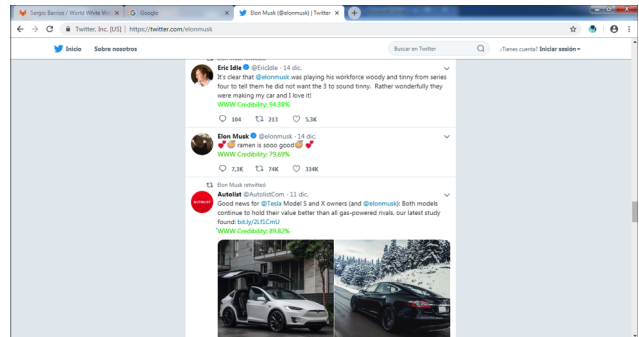 Sergio Barrios / World White We
Google
Elon Musk (@elonmusk) | Twitter
Twitter, Inc. [US] | https://twitter.com/elonmusk
Inicio Sobre nosotros Buscar en Twitter ¿Tienes cuenta? Iniciar sesión
Eric Idle @EricIdle · 14 dic.
It's clear that @elonmusk was playing his workforce woody and tinny from series
four to tell them he did not want the 3 to sound tinny. Rather wonderfully they
were making my car and I love it!
WWW Credibility: 94.38%
104 213 5,3K
Elon Musk @elonmusk · 14 dic.
ramen is sooo good
WWW Credibility: 79.69%
7,3K 74K 334K
Elon Musk retwitted
Autolist @AutolistCom · 11 dic.
Good news for @Tesla Model S and X owners (and @elonmusk): Both models
continue to hold their value better than all gas-powered rivals, our latest study
found: bit.ly/2Lf1CmU
WWW Credibility: 89.82%